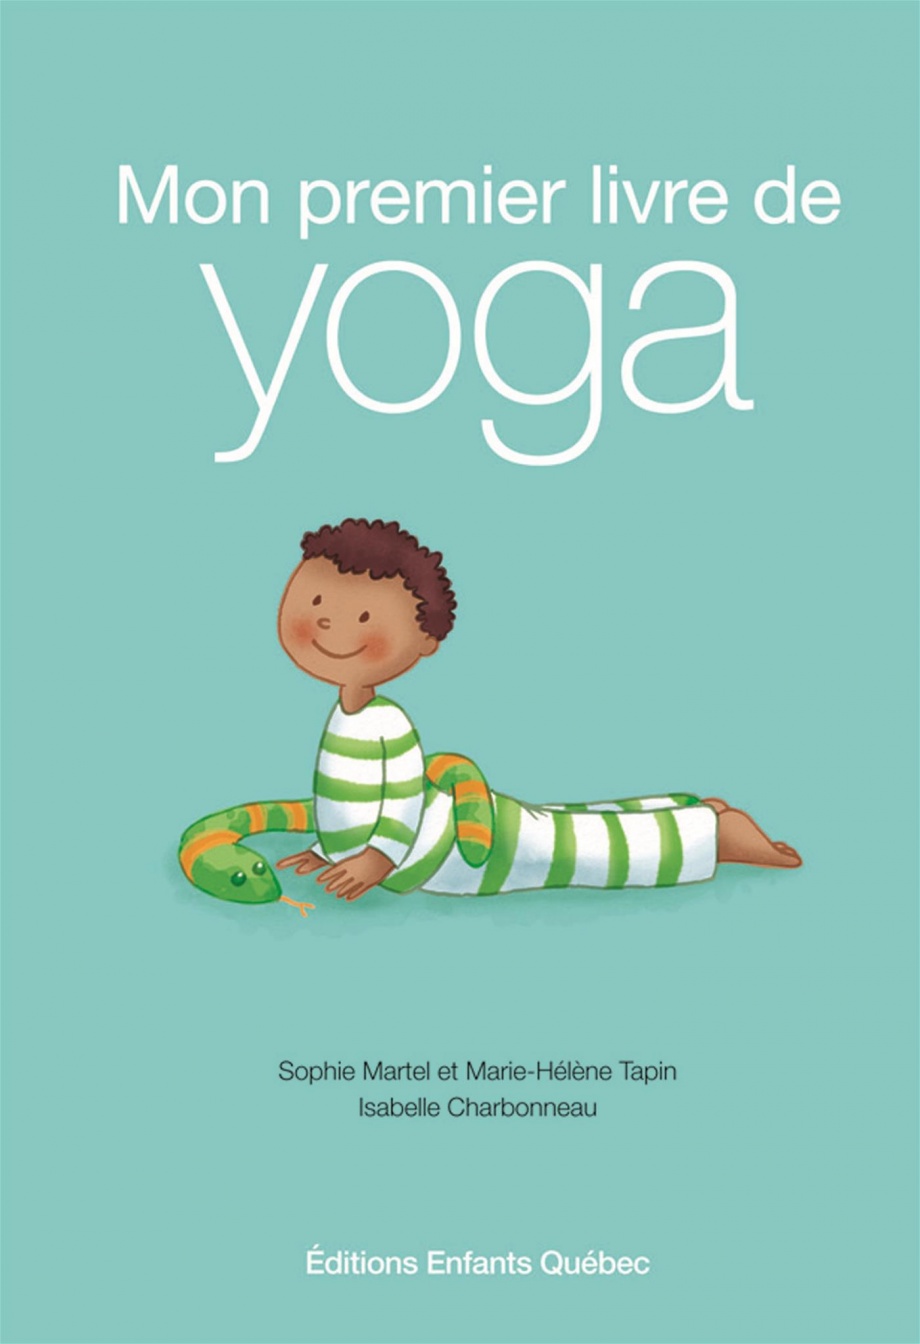 Mon premier livre de
yoga
Sophie Martel et Marie-Hélène Tapin
Isabelle Charbonneau
Éditions Enfants Québec